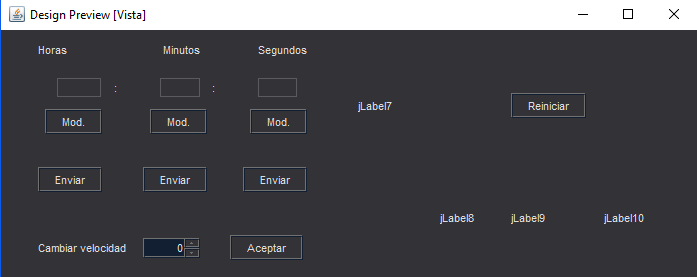 Design Preview [Vista]
Horas Minutos Segundos
: :
jLabel7 Reiniciar
Mod. Mod. Mod.
Enviar Enviar Enviar
jLabel8 jLabel9 jLabel10
Cambiar velocidad 0 Aceptar